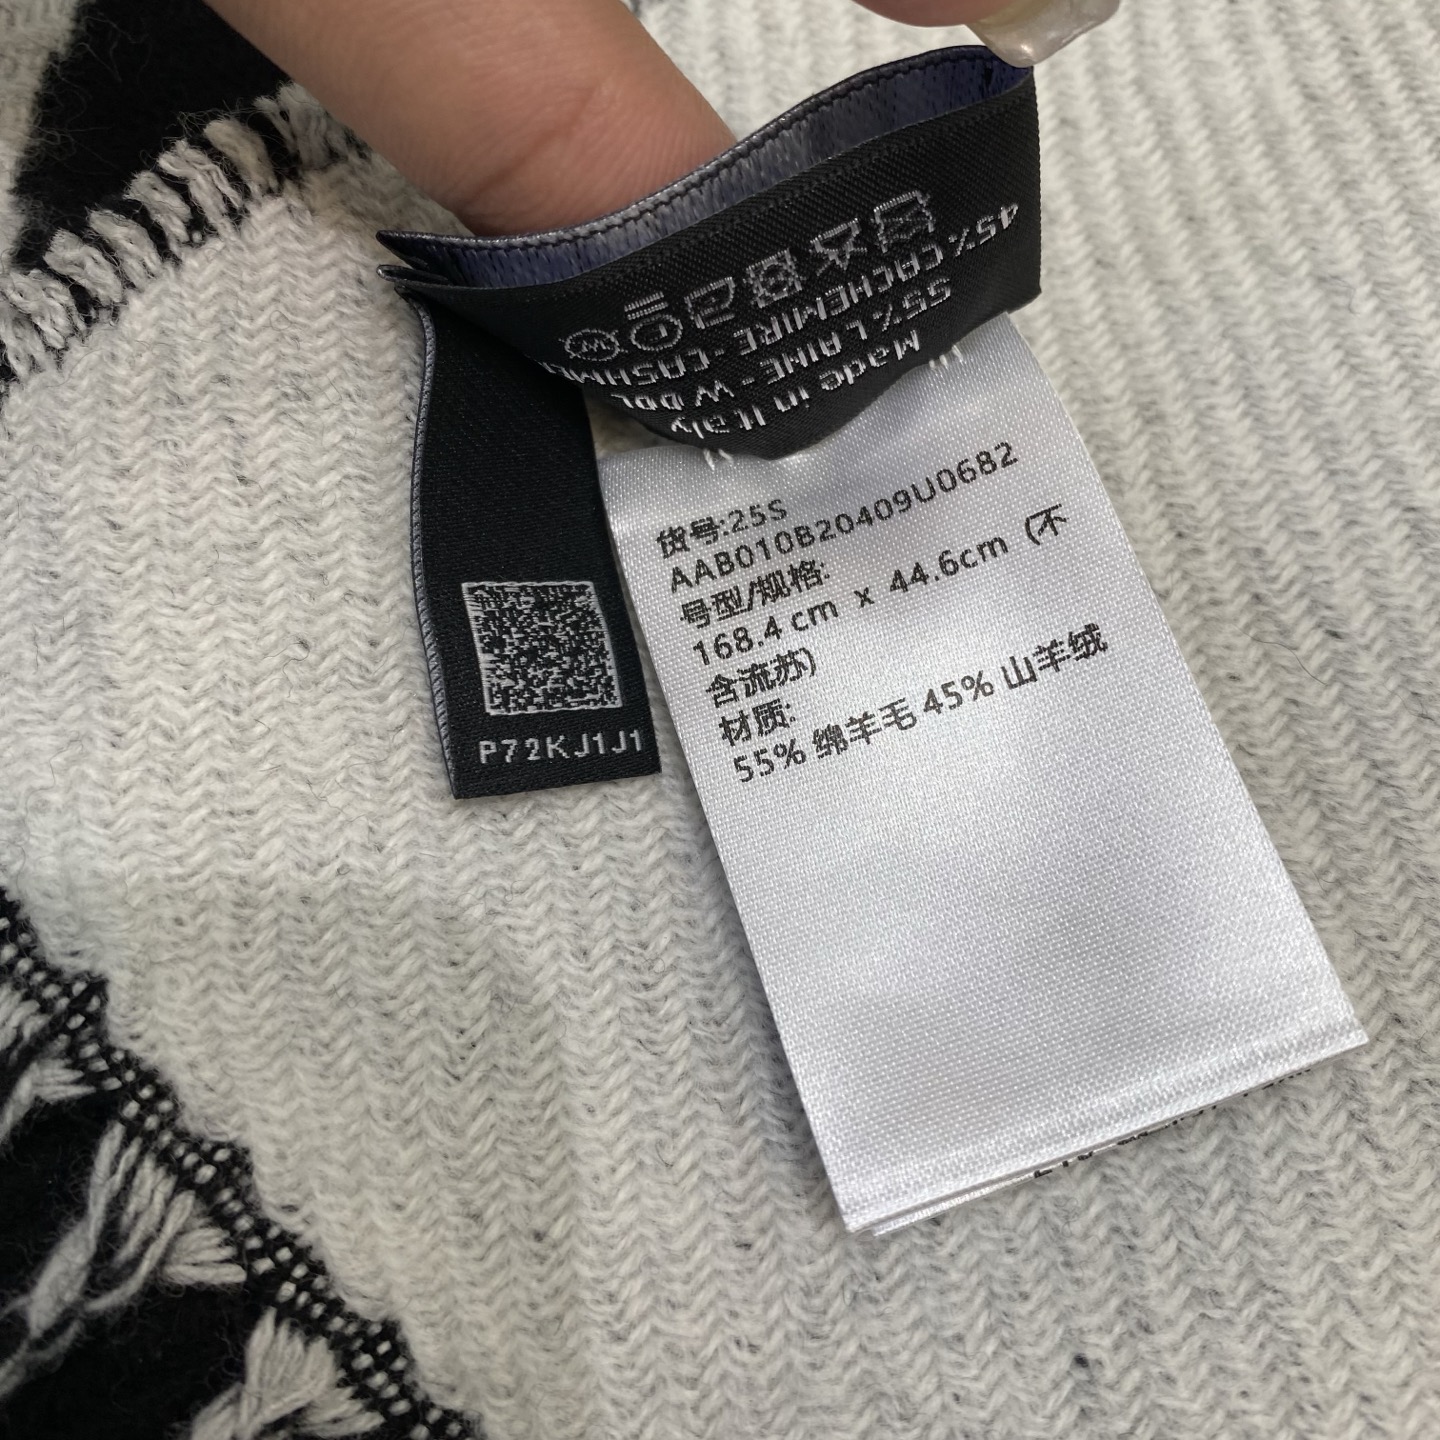 45% CACHEMIRE - CASHME
55% LAINE - WOOL
Made in Italy
P72KJ1J1
货号:25S
AAB010B20409U0682
号型/规格:
168.4 cm x 44.6cm (不
含流苏)
材质:
55% 绵羊毛 45% 山羊绒